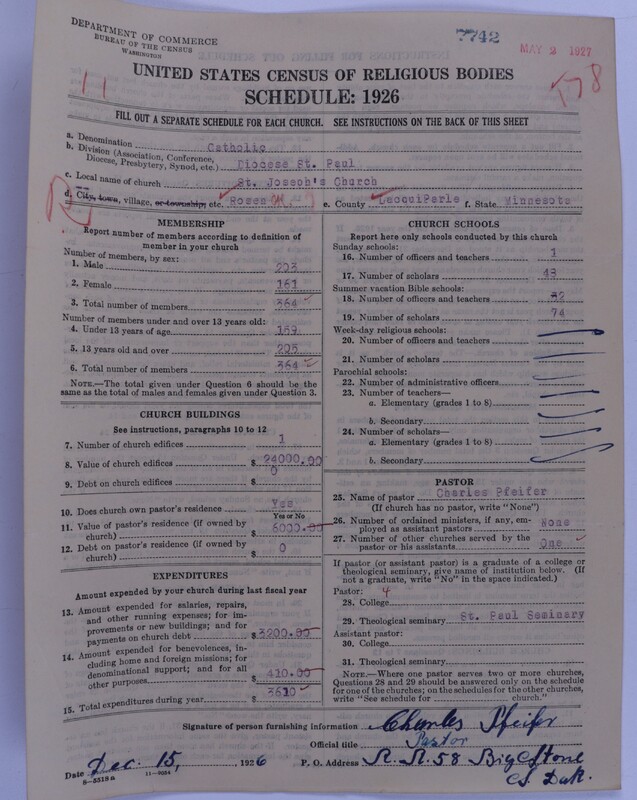 DEPARTMENT OF COMMERCE
BUREAU OF THE CENSUS
WASHINGTON
7742
MAY 2 1927
11
178
UNITED STATES CENSUS OF RELIGIOUS BODIES
SCHEDULE: 1926
FILL OUT A SEPARATE SCHEDULE FOR EACH CHURCH. SEE INSTRUCTIONS ON THE BACK OF THIS SHEET
a. Denomination Catholic
b. Division (Association, Conference, Diocese, Presbytery, Synod, etc.) Diocese St. Paul
c. Local name of church St. Joseph's Church
d. City, town, village, or township, etc. Rosen e. County LacquiParle f. State Minnesota
MEMBERSHIP
Report number of members according to definition of
member in your church
Number of members, by sex:
1. Male 203
2. Female 161
3. Total number of members 364
Number of members under and over 13 years old:
4. Under 13 years of age 159
5. 13 years old and over 205
6. Total number of members 364
NOTE.—The total given under Question 6 should be
same as the total of males and females given under Question 3.
CHURCH BUILDINGS
See instructions, paragraphs 10 to 12
7. Number of church edifices 1
8. Value of church edifices $ 24000.00
9. Debt on church edifices $ 0
10. Does church own pastor's residence Yes
Yes or No
11. Value of pastor's residence (if owned by
church) $ 6000.00
12. Debt on pastor's residence (if owned by
church) $ 0
EXPENDITURES
Amount expended by your church during last fiscal year
13. Amount expended for salaries, repairs,
and other running expenses; for im-
provements or new buildings; and for
payments on church debt $ 3200.00
14. Amount expended for benevolences, in-
cluding home and foreign missions; for
denominational support; and for all
other purposes $ 410.00
15. Total expenditures during year $ 3610
CHURCH SCHOOLS
Report here only schools conducted by this church
Sunday schools:
16. Number of officers and teachers 1
17. Number of scholars 43
Summer vacation Bible schools:
18. Number of officers and teachers
19. Number of scholars 74
Week-day religious schools:
20. Number of officers and teachers
21. Number of scholars
Parochial schools:
22. Number of administrative officers
23. Number of teachers—
a. Elementary (grades 1 to 8)
b. Secondary
24. Number of scholars—
a. Elementary (grades 1 to 8)
b. Secondary
PASTOR
25. Name of pastor Charles Pfeifer
(If church has no pastor, write "None")
26. Number of ordained ministers, if any, em-
ployed as assistant pastors None
27. Number of other churches served by the
pastor or his assistants One
If pastor (or assistant pastor) is a graduate of a college or
theological seminary, give name of institution below. (If
not a graduate, write "No" in the space indicated.)
Pastor: 4
28. College
29. Theological seminary St. Paul Seminary
Assistant pastor:
30. College
31. Theological seminary
NOTE.—Where one pastor serves two or more churches,
Questions 28 and 29 should be answered only on the schedule
for one of the churches; on the schedules for the other churches,
write "See schedule for church."
Signature of person furnishing information Charles Pfeifer
Official title Pastor
Date Dec. 15, 1926 P. O. Address R. R. 58 Big Stone
Cy. Dak.
8—5319a 11—9084